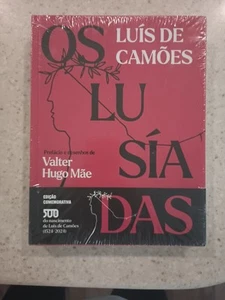 OS
LUÍS DE
CAMÕES
LU
Prefácio e desenhos de
Valter
Hugo Mãe
SÍA
DAS
EDIÇÃO
COMEMORATIVA
500
do nascimento
de Luís de Camões
(1524-2024)